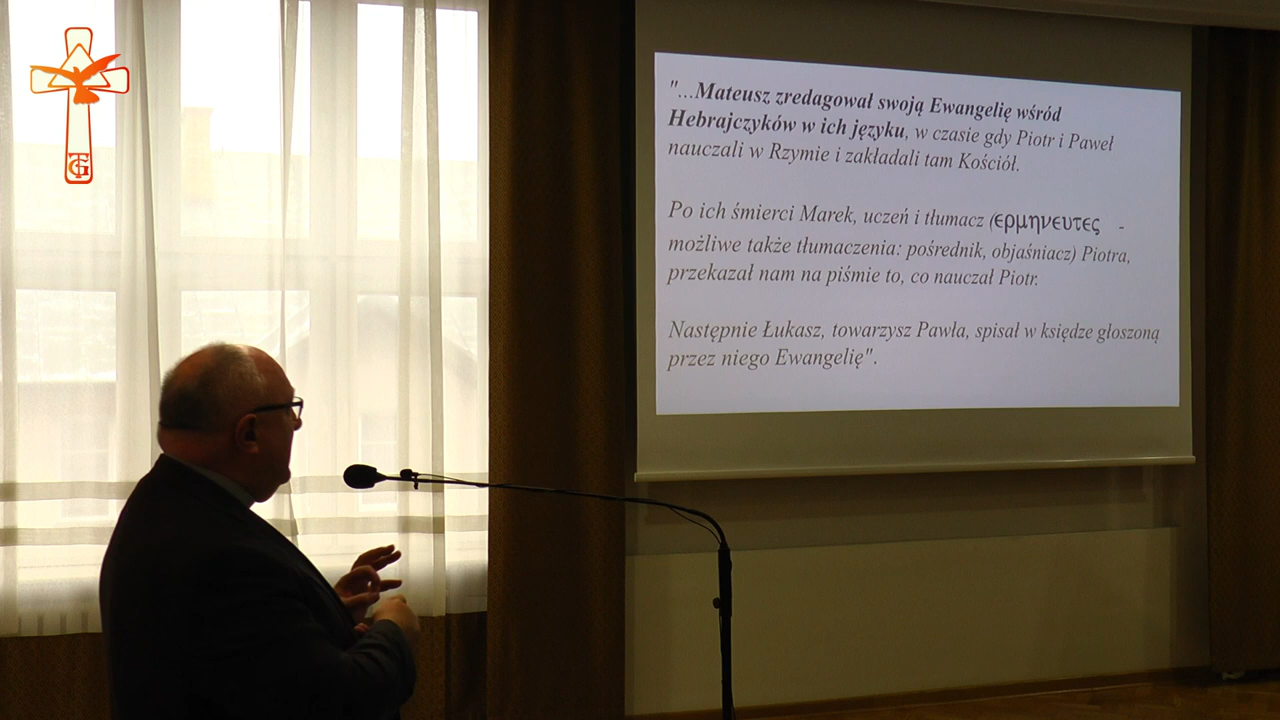 "...Mateusz zredagował swoją Ewangelię wśród
Hebrajczyków w ich języku, w czasie gdy Piotr i Paweł
nauczali w Rzymie i zakładali tam Kościół.
Po ich śmierci Marek, uczeń i tłumacz (ερμηνευτες -
możliwe także tłumaczenia: pośrednik, objaśniacz) Piotra,
przekazał nam na piśmie to, co nauczał Piotr.
Następnie Łukasz, towarzysz Pawła, spisał w księdze głoszoną
przez niego Ewangelię".